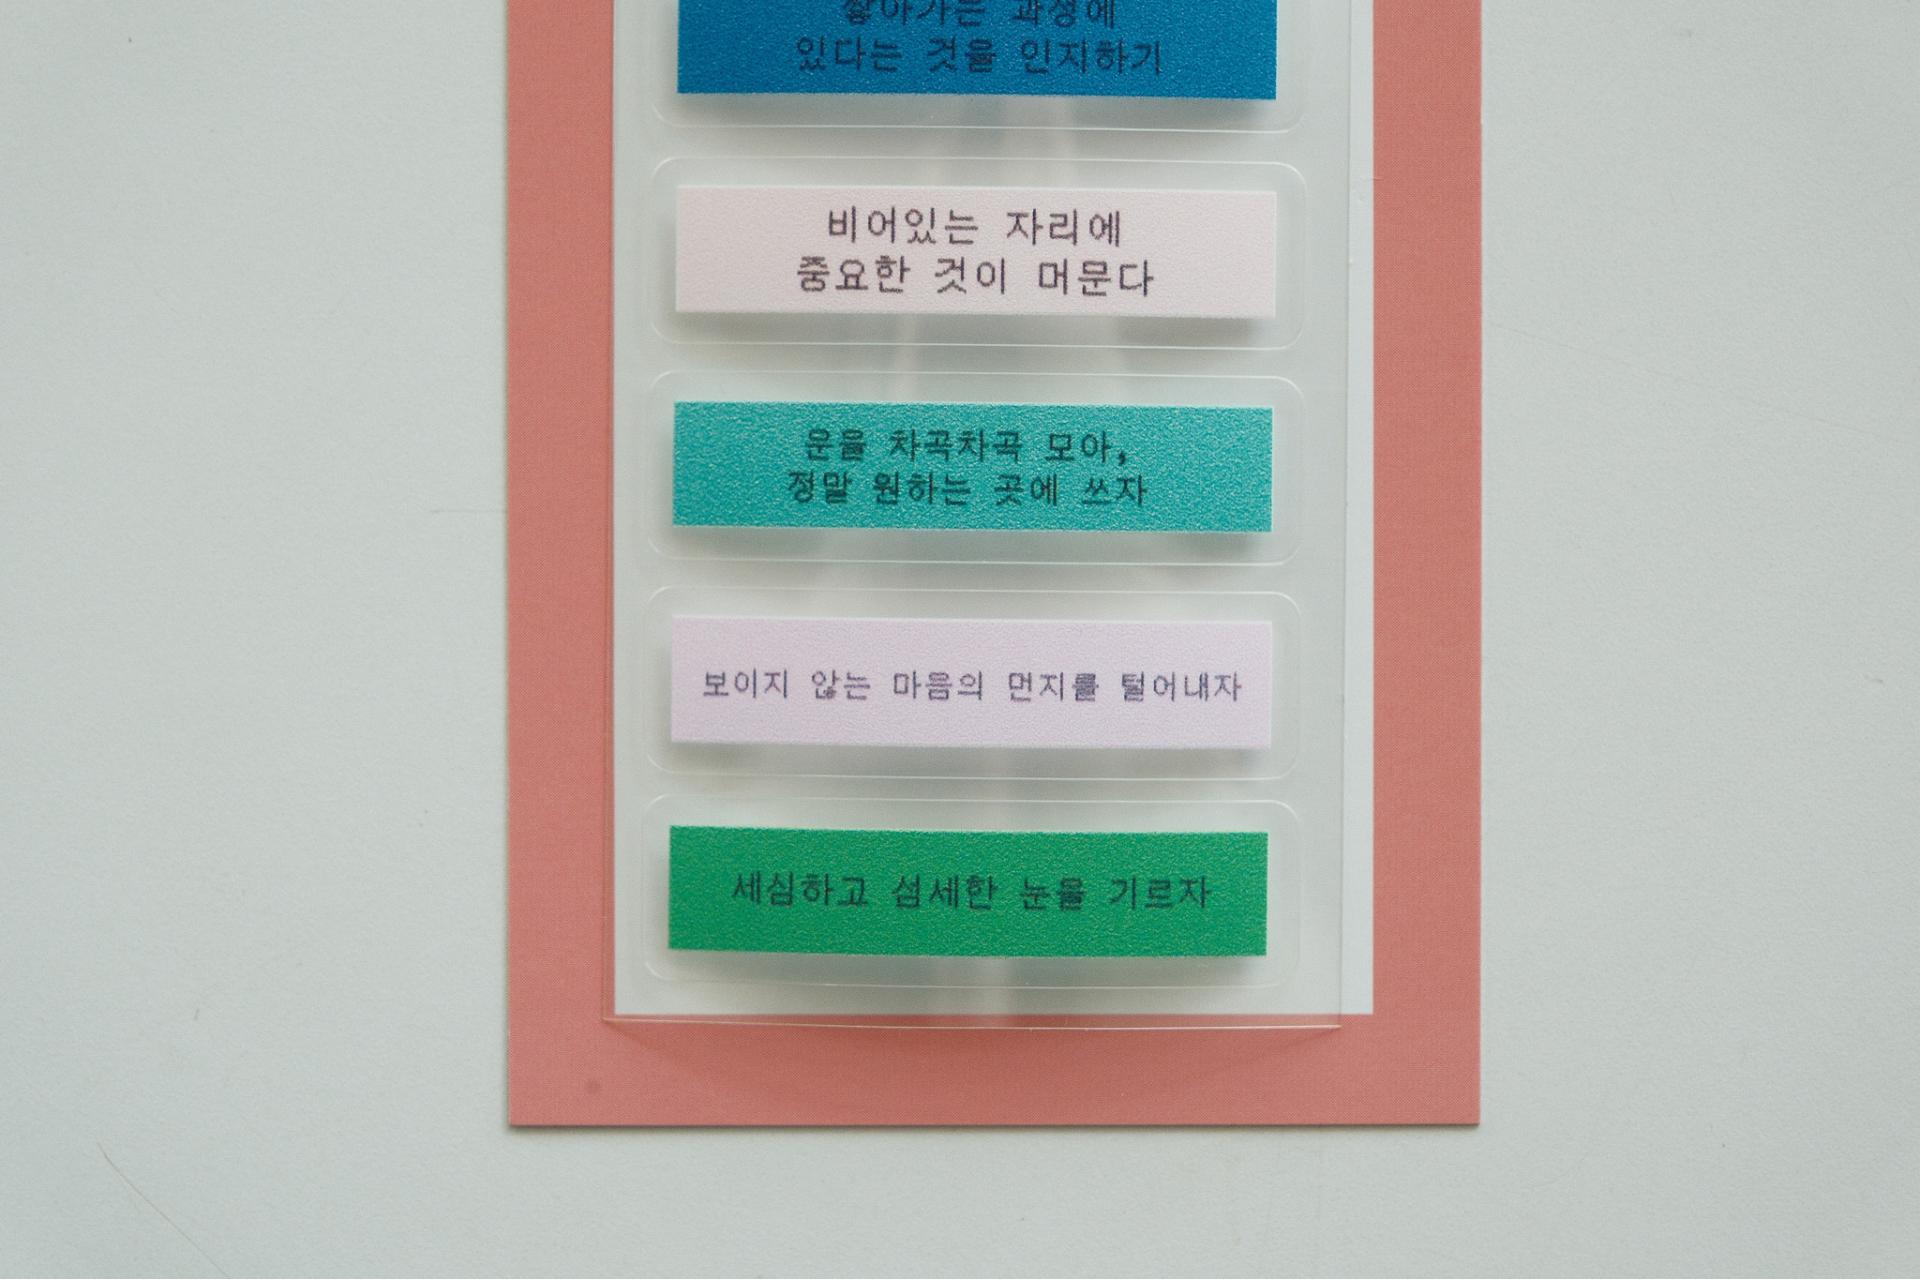 과정에
있다는 것을 인지하기
비어있는 자리에
중요한 것이 머문다
운을 차곡차곡 모아,
정말 원하는 곳에 쓰자
보이지 않는 마음의 먼지를 털어내자
세심하고 섬세한 눈을 기르자